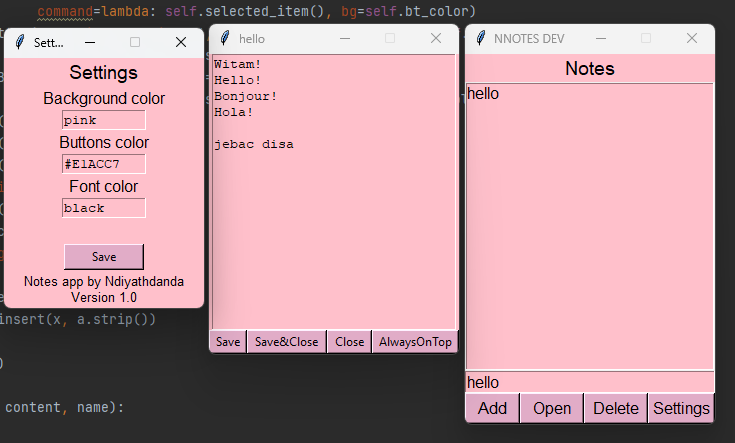 command=lambda: self.selected_item(), bg=self.bt_color)
Sett...
Settings
Background color
pink
Buttons color
#E1ACC7
Font color
black
Save
Notes app by Ndiyathdanda
Version 1.0
hello
Witam!
Hello!
Bonjour!
Hola!
jebac disa
Save
Save&Close
Close
AlwaysOnTop
NNOTES DEV
Notes
hello
hello
Add
Open
Delete
Settings
insert(x, a.strip())
)
content, name):